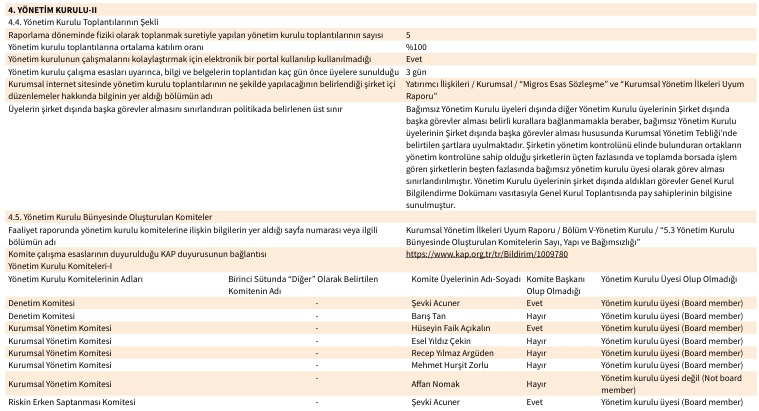 4. YÖNETİM KURULU-II
4.4. Yönetim Kurulu Toplantılarının Şekli
Raporlama döneminde fiziki olarak toplanmak suretiyle yapılan yönetim kurulu toplantılarının sayısı 5
Yönetim kurulu toplantılarına ortalama katılım oranı %100
Yönetim kurulunun çalışmalarını kolaylaştırmak için elektronik bir portal kullanılıp kullanılmadığı Evet
Yönetim kurulu çalışma esasları uyarınca, bilgi ve belgelerin toplantıdan kaç gün önce üyelere sunulduğu 3 gün
Kurumsal internet sitesinde yönetim kurulu toplantılarının ne şekilde yapılacağının belirlendiği şirket içi
düzenlemeler hakkında bilginin yer aldığı bölümün adı
Yatırımcı İlişkileri / Kurumsal / “Migros Esas Sözleşme” ve “Kurumsal Yönetim İlkeleri Uyum
Raporu”
Üyelerin şirket dışında başka görevler almasını sınırlandıran politikada belirlenen üst sınır
Bağımsız Yönetim Kurulu üyeleri dışında diğer Yönetim Kurulu üyelerinin Şirket dışında
başka görevler alması belirli kurallara bağlanmamakla beraber, bağımsız Yönetim Kurulu
üyelerinin Şirket dışında başka görevler alması hususunda Kurumsal Yönetim Tebliği’nde
belirtilen şartlara uyulmaktadır. Şirketin yönetim kontrolünü elinde bulunduran ortakların
yönetim kontrolüne sahip olduğu şirketlerin üçten fazlasında ve toplamda borsada işlem
gören şirketlerin beşten fazlasında bağımsız yönetim kurulu üyesi olarak görev alması
sınırlandırılmıştır. Yönetim Kurulu üyelerinin şirket dışında aldıkları görevler Genel Kurul
Bilgilendirme Dokümanı vasıtasıyla Genel Kurul Toplantısında pay sahiplerinin bilgisine
sunulmuştur.
4.5. Yönetim Kurulu Bünyesinde Oluşturulan Komiteler
Faaliyet raporunda yönetim kurulu komitelerine ilişkin bilgilerin yer aldığı sayfa numarası veya ilgili
bölümün adı
Kurumsal Yönetim İlkeleri Uyum Raporu / Bölüm V-Yönetim Kurulu / “5.3 Yönetim Kurulu
Bünyesinde Oluşturulan Komitelerin Sayı, Yapı ve Bağımsızlığı”
Komite çalışma esaslarının duyurulduğu KAP duyurusunun bağlantısı https://www.kap.org.tr/tr/Bildirim/1009780
Yönetim Kurulu Komiteleri-I
Yönetim Kurulu Komitelerinin Adları
Birinci Sütunda “Diğer” Olarak Belirtilen
Komitenin Adı
Komite Üyelerinin Adı-Soyadı
Komite Başkanı
Olup Olmadığı
Yönetim Kurulu Üyesi Olup Olmadığı
Denetim Komitesi - Şevki Acuner Evet Yönetim kurulu üyesi (Board member)
Denetim Komitesi - Barış Tan Hayır Yönetim kurulu üyesi (Board member)
Kurumsal Yönetim Komitesi - Hüseyin Faik Açıkalın Evet Yönetim kurulu üyesi (Board member)
Kurumsal Yönetim Komitesi - Esel Yıldız Çekin Hayır Yönetim kurulu üyesi (Board member)
Kurumsal Yönetim Komitesi - Recep Yılmaz Argüden Hayır Yönetim kurulu üyesi (Board member)
Kurumsal Yönetim Komitesi - Mehmet Hurşit Zorlu Hayır Yönetim kurulu üyesi (Board member)
Kurumsal Yönetim Komitesi - Affan Nomak Hayır Yönetim kurulu üyesi değil (Not board
member)
Riskin Erken Saptanması Komitesi - Şevki Acuner Evet Yönetim kurulu üyesi (Board member)